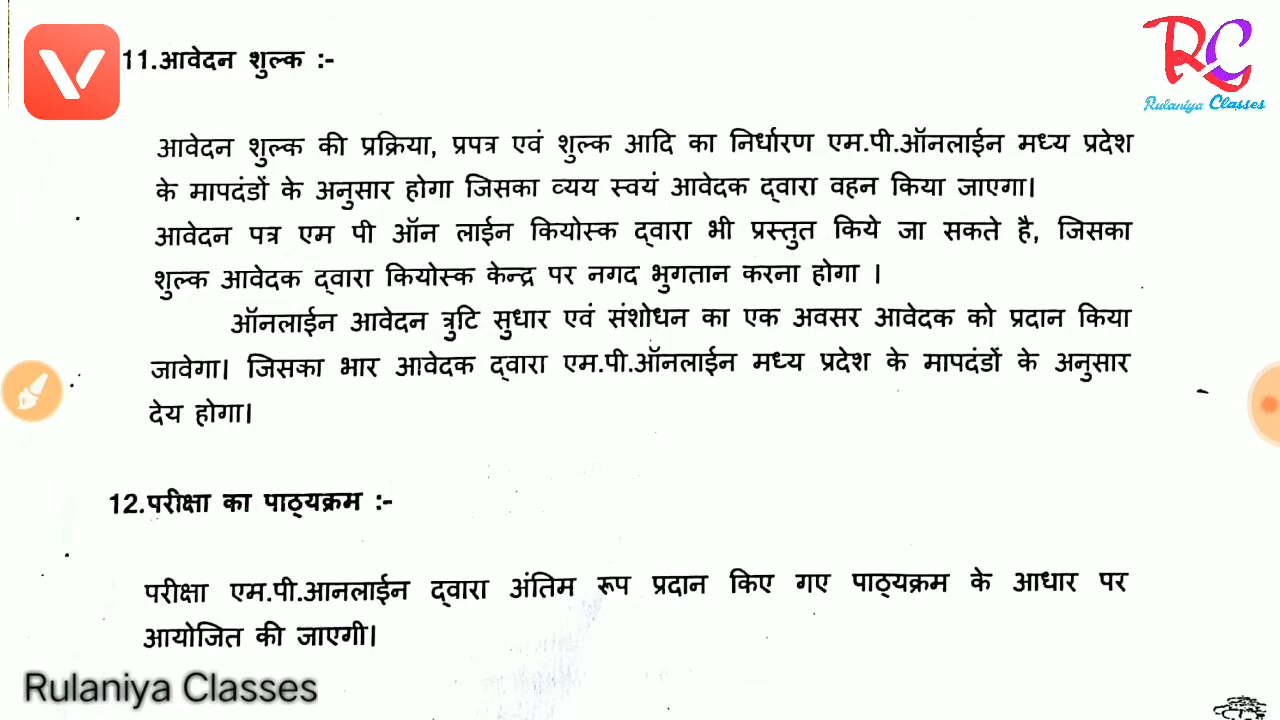 11.आवेदन शुल्क :-
RC
Rulaniya Classes
आवेदन शुल्क की प्रक्रिया, प्रपत्र एवं शुल्क आदि का निर्धारण एम.पी.ऑनलाईन मध्य प्रदेश
के मापदंडों के अनुसार होगा जिसका व्यय स्वयं आवेदक द्वारा वहन किया जाएगा।
आवेदन पत्र एम पी ऑन लाईन कियोस्क द्वारा भी प्रस्तुत किये जा सकते है, जिसका
शुल्क आवेदक द्वारा कियोस्क केन्द्र पर नगद भुगतान करना होगा ।
ऑनलाईन आवेदन त्रुटि सुधार एवं संशोधन का एक अवसर आवेदक को प्रदान किया
जावेगा। जिसका भार आवेदक द्वारा एम.पी.ऑनलाईन मध्य प्रदेश के मापदंडों के अनुसार
देय होगा।
12.परीक्षा का पाठ्यक्रम :-
परीक्षा एम.पी.आनलाईन द्वारा अंतिम रूप प्रदान किए गए पाठ्यक्रम के आधार पर
आयोजित की जाएगी।
Rulaniya Classes